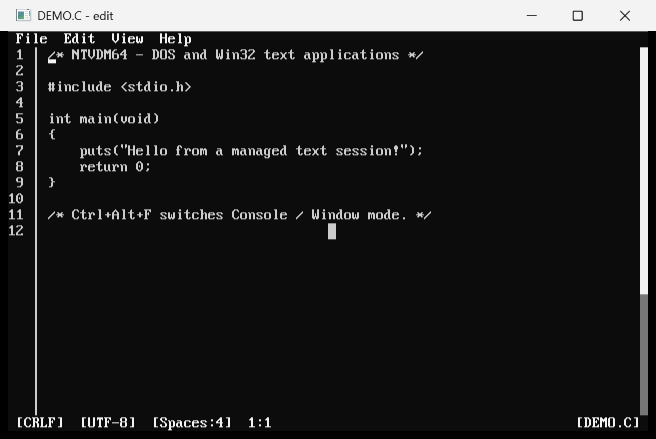 DEMO.C - edit
File Edit View Help
1 /* NTVDM64 - DOS and Win32 text applications */
2
3 #include <stdio.h>
4
5 int main(void)
6 {
7     puts("Hello from a managed text session!");
8     return 0;
9 }
10
11 /* Ctrl+Alt+F switches Console / Window mode. */
12
[CRLF] [UTF-8] [Spaces:4] 1:1 [DEMO.C]